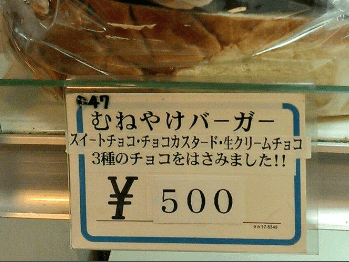 47
むねやけバーガー
スイートチョコ・チョコカスタード・生クリームチョコ
3種のチョコをはさみました!!
¥ 500